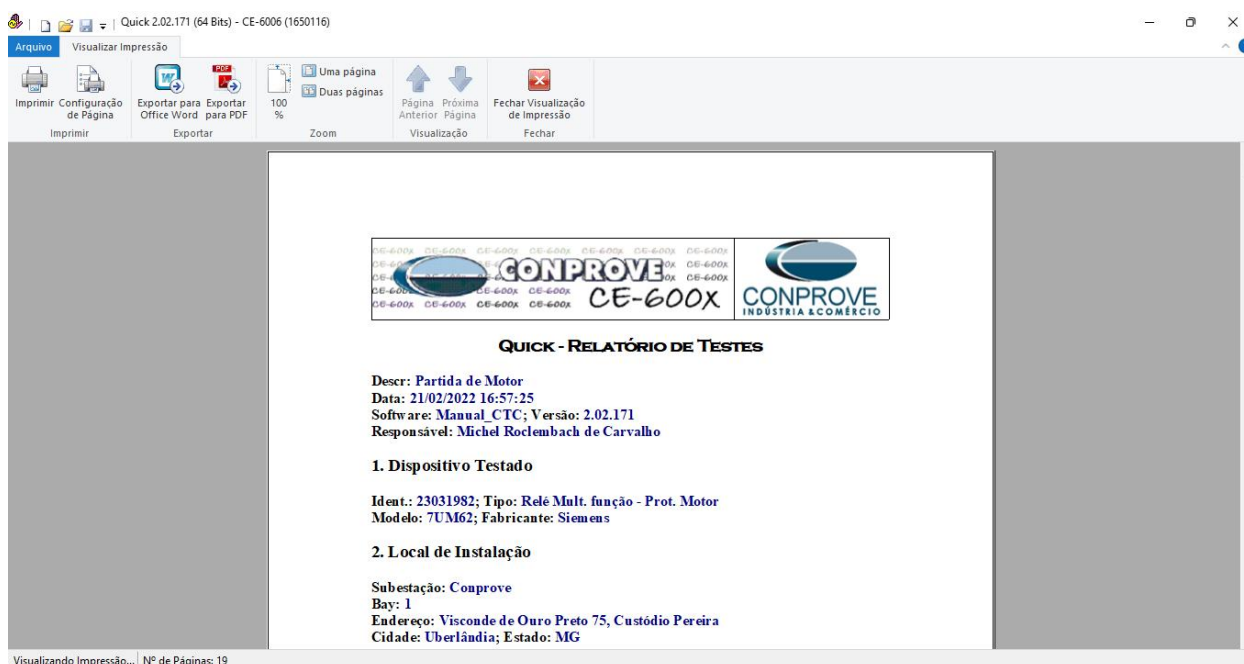 Quick 2.02.171 (64 Bits) - CE-6006 (1650116)
Arquivo Visualizar Impressão
Imprimir
Configuração de Página
Exportar para Office Word
Exportar para PDF
100 %
Uma página
Duas páginas
Página Anterior
Próxima Página
Fechar Visualização de Impressão
Imprimir Exportar Zoom Visualização Fechar
CONPROVE
CE-600X
CONPROVE
INDÚSTRIA & COMÉRCIO
QUICK - RELATÓRIO DE TESTES
Descr: Partida de Motor
Data: 21/02/2022 16:57:25
Software: Manual_CTC; Versão: 2.02.171
Responsável: Michel Roclembach de Carvalho
1. Dispositivo Testado
Ident.: 23031982; Tipo: Relé Mult. função - Prot. Motor
Modelo: 7UM62; Fabricante: Siemens
2. Local de Instalação
Subestação: Conprove
Bay: 1
Endereço: Visconde de Ouro Preto 75, Custódio Pereira
Cidade: Uberlândia; Estado: MG
Visualizando Impressão... Nº de Páginas: 19